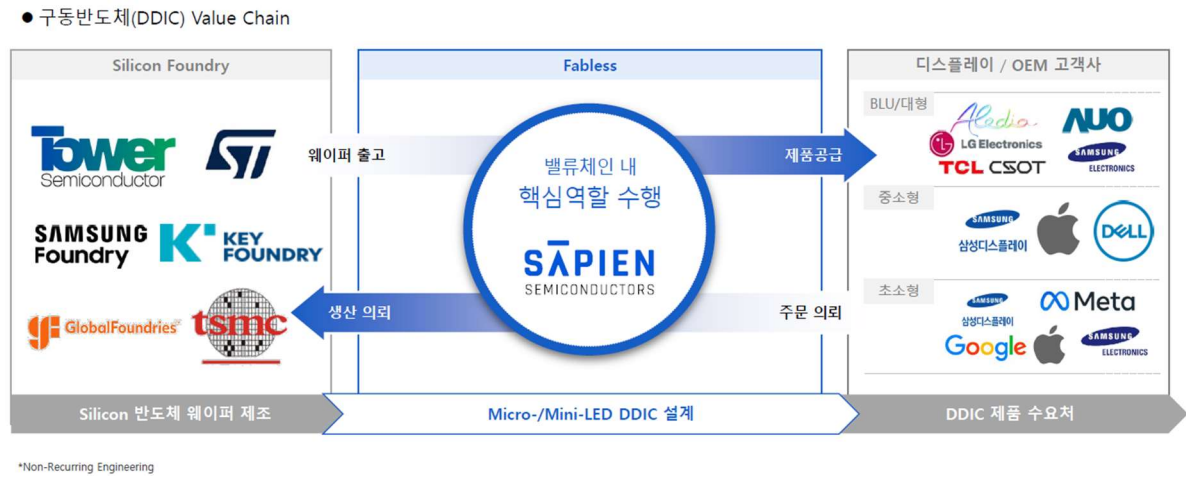 ● 구동반도체(DDIC) Value Chain
Silicon Foundry
Tower
Semiconductor
ST
SAMSUNG
Foundry
K
KEY
FOUNDRY
GF GlobalFoundries
tsmc
Silicon 반도체 웨이퍼 제조
Fabless
웨이퍼 출고
제품공급
밸류체인 내
핵심역할 수행
SĀPIEN
SEMICONDUCTORS
생산 의뢰
주문 의뢰
Micro-/Mini-LED DDIC 설계
디스플레이 / OEM 고객사
BLU/대형
Aledia
AUO
LG Electronics
TCL CSOT
SAMSUNG
ELECTRONICS
중소형
SAMSUNG
삼성디스플레이
DELL
초소형
SAMSUNG
삼성디스플레이
Meta
Google
SAMSUNG
ELECTRONICS
DDIC 제품 수요처
*Non-Recurring Engineering